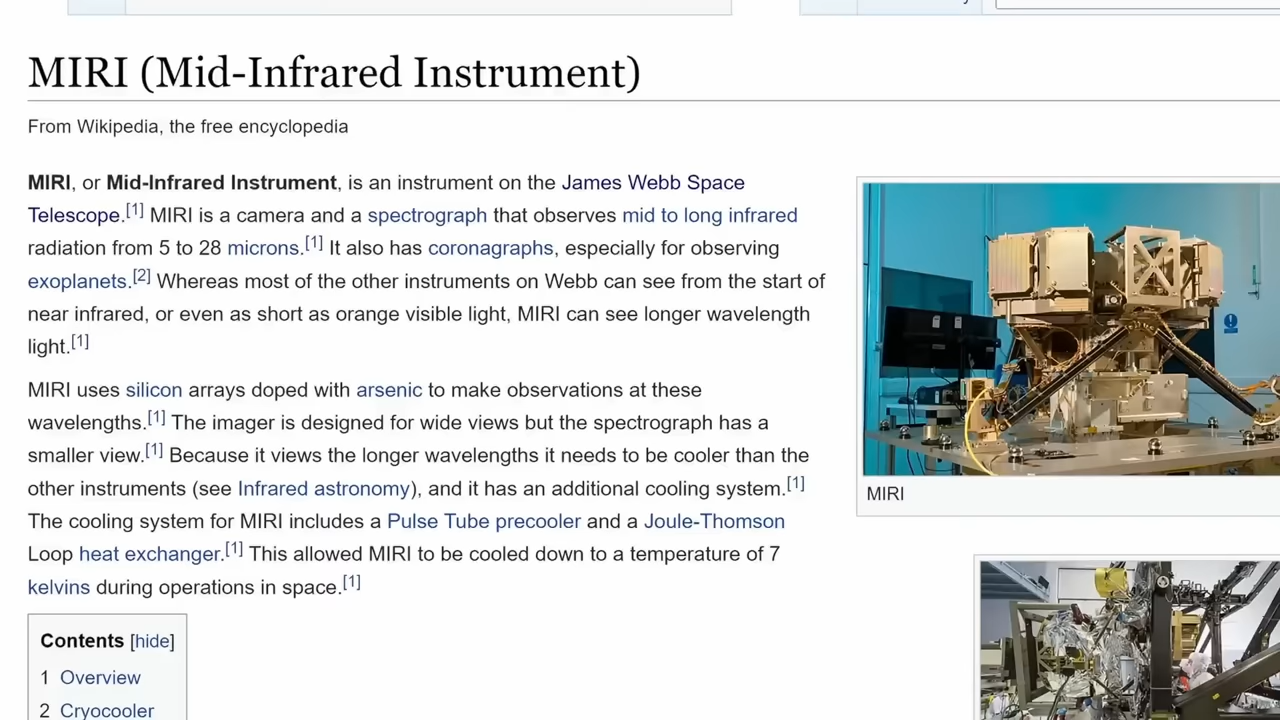 MIRI (Mid-Infrared Instrument)
From Wikipedia, the free encyclopedia
MIRI, or Mid-Infrared Instrument, is an instrument on the James Webb Space
Telescope.[1] MIRI is a camera and a spectrograph that observes mid to long infrared
radiation from 5 to 28 microns.[1] It also has coronagraphs, especially for observing
exoplanets.[2] Whereas most of the other instruments on Webb can see from the start of
near infrared, or even as short as orange visible light, MIRI can see longer wavelength
light.[1]
MIRI uses silicon arrays doped with arsenic to make observations at these
wavelengths.[1] The imager is designed for wide views but the spectrograph has a
smaller view.[1] Because it views the longer wavelengths it needs to be cooler than the
other instruments (see Infrared astronomy), and it has an additional cooling system.[1]
The cooling system for MIRI includes a Pulse Tube precooler and a Joule-Thomson
Loop heat exchanger.[1] This allowed MIRI to be cooled down to a temperature of 7
kelvins during operations in space.[1]
MIRI
Contents [hide]
1 Overview
2 Cryocooler